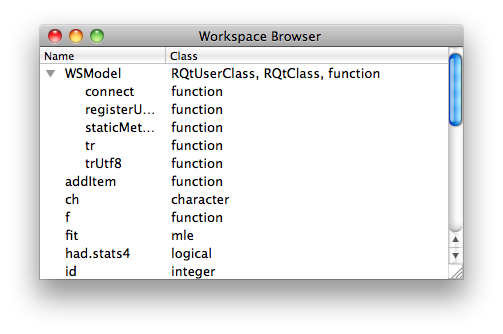 Workspace Browser
Name Class
WSModel RQtUserClass, RQtClass, function
connect function
registerU... function
staticMet... function
tr function
trUtf8 function
addItem function
ch character
f function
fit mle
had.stats4 logical
id integer